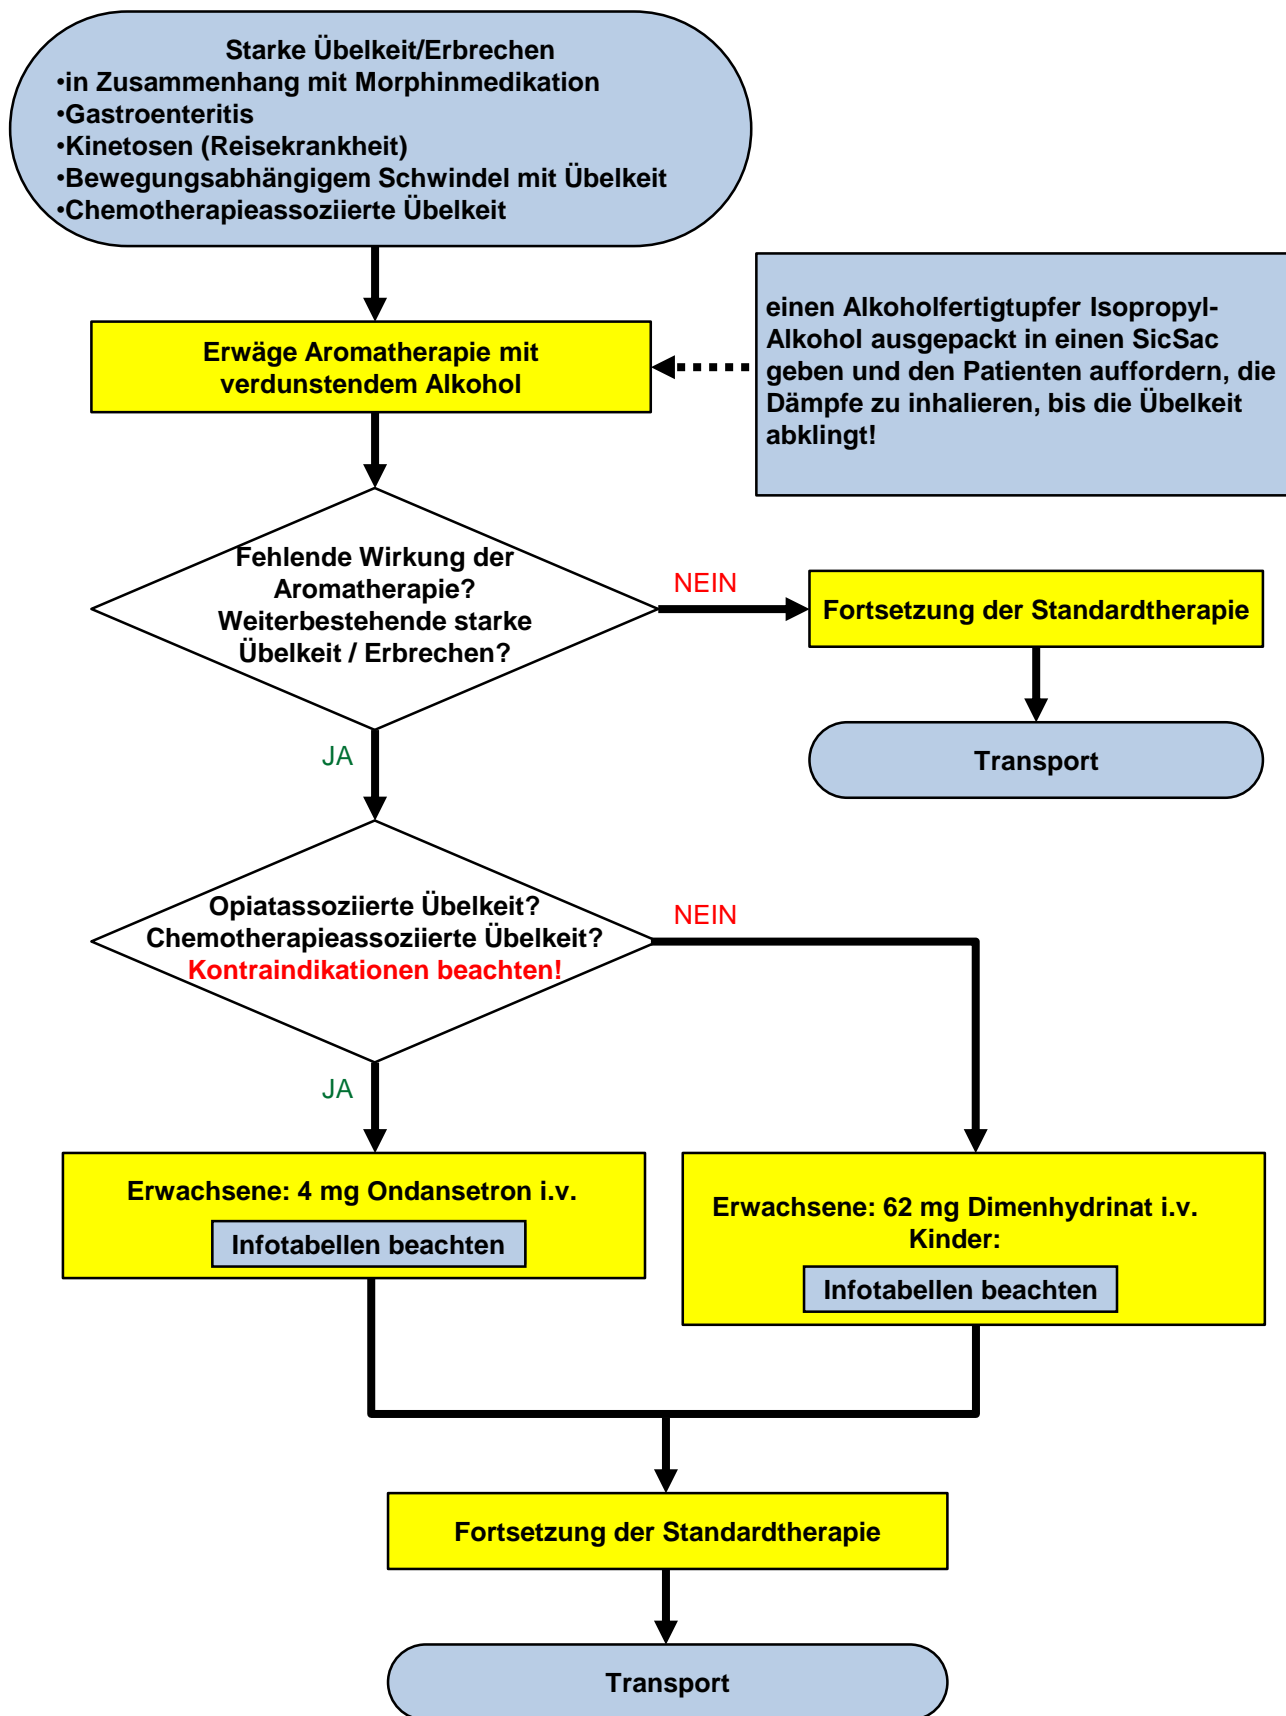 Starke Übelkeit/Erbrechen
•in Zusammenhang mit Morphinmedikation
•Gastroenteritis
•Kinetosen (Reisekrankheit)
•Bewegungsabhängigem Schwindel mit Übelkeit
•Chemotherapieassoziierte Übelkeit
Erwäge Aromatherapie mit
verdunstendem Alkohol
einen Alkoholfertigtupfer Isopropyl-
Alkohol ausgepackt in einen SicSac
geben und den Patienten auffordern, die
Dämpfe zu inhalieren, bis die Übelkeit
abklingt!
Fehlende Wirkung der
Aromatherapie?
Weiterbestehende starke
Übelkeit / Erbrechen?
NEIN
Fortsetzung der Standardtherapie
Transport
JA
Opiatassoziierte Übelkeit?
Chemotherapieassoziierte Übelkeit?
Kontraindikationen beachten!
NEIN
JA
Erwachsene: 4 mg Ondansetron i.v.
Infotabellen beachten
Erwachsene: 62 mg Dimenhydrinat i.v.
Kinder:
Infotabellen beachten
Fortsetzung der Standardtherapie
Transport